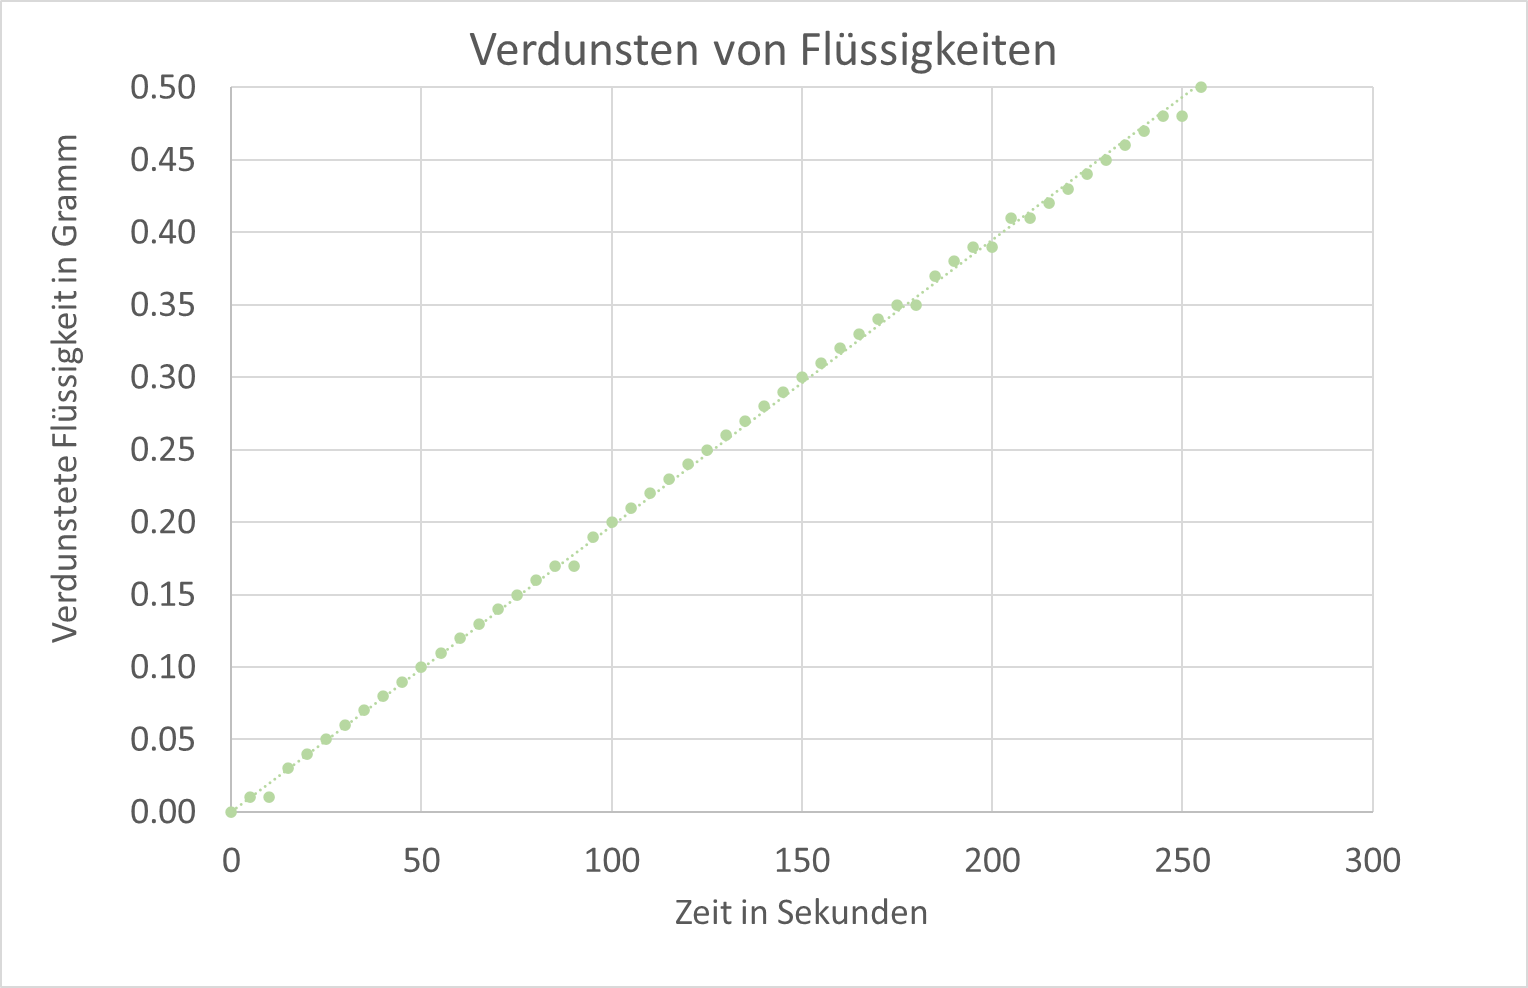 Verdunsten von Flüssigkeiten
Verdunstete Flüssigkeit in Gramm
0.50
0.45
0.40
0.35
0.30
0.25
0.20
0.15
0.10
0.05
0.00
0 50 100 150 200 250 300
Zeit in Sekunden